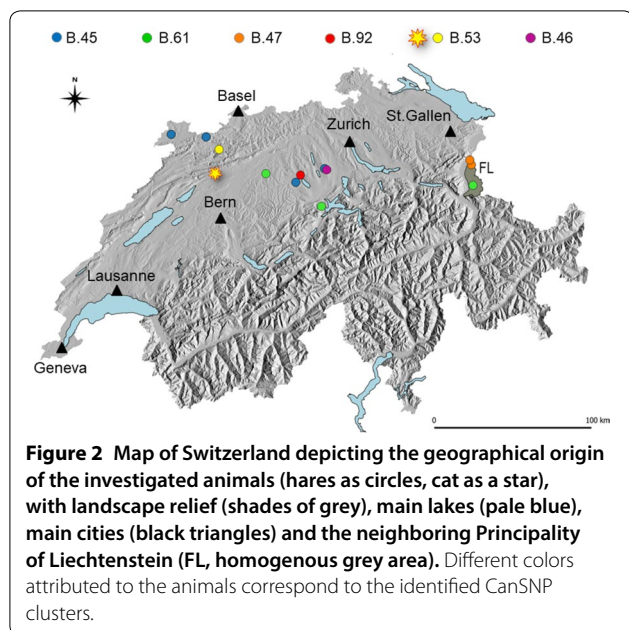 B.45 B.61 B.47 B.92 B.53 B.46
N
Basel
Zurich
St.Gallen
FL
Bern
Lausanne
Geneva
0 100 km
Figure 2 Map of Switzerland depicting the geographical origin
of the investigated animals (hares as circles, cat as a star),
with landscape relief (shades of grey), main lakes (pale blue),
main cities (black triangles) and the neighboring Principality
of Liechtenstein (FL, homogenous grey area). Different colors
attributed to the animals correspond to the identified CanSNP
clusters.